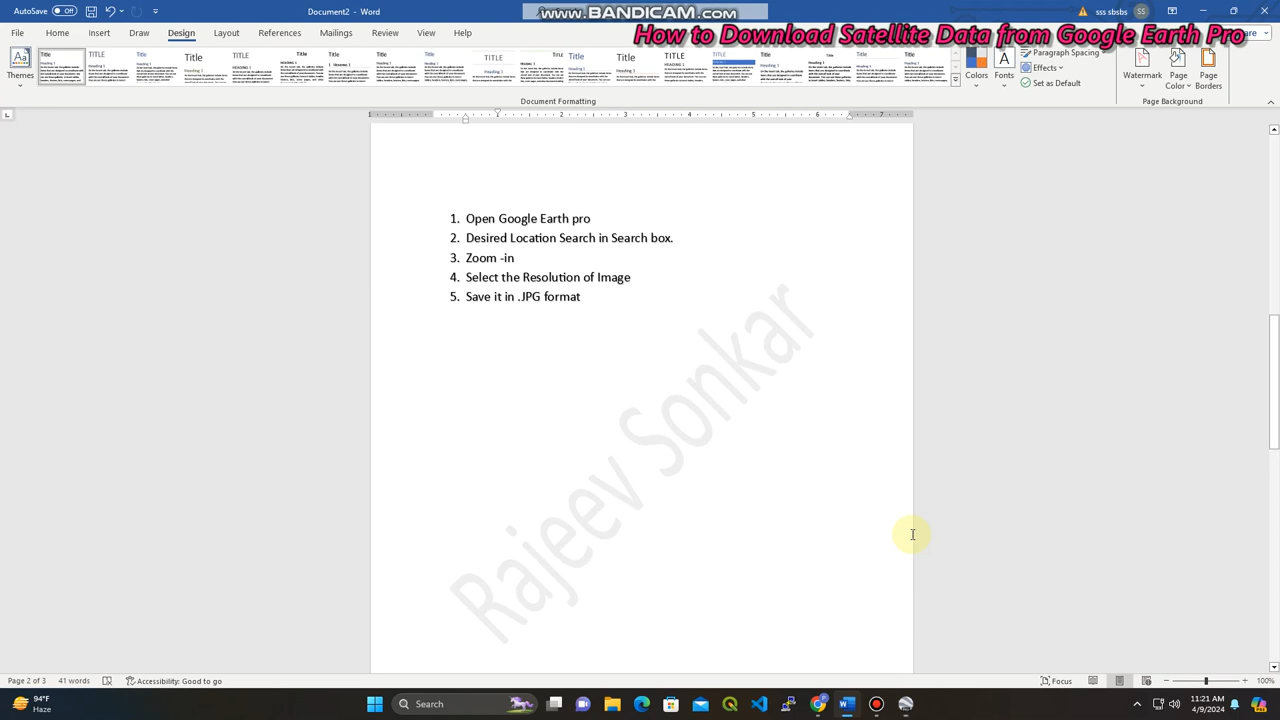 www.BANDICAM.com
AutoSave Off Document2 - Word sss sbsbs
How to Download Satellite Data from Google Earth Pro
Home Insert Draw Design Layout References Mailings Review View Help
Colors Fonts Paragraph Spacing
Effects
Set as Default
Watermark Page Color Page Borders
Document Formatting Page Background
1. Open Google Earth pro
2. Desired Location Search in Search box.
3. Zoom -in
4. Select the Resolution of Image
5. Save it in .JPG format
Rajeev Sonkar
Page 2 of 3 41 words Accessibility: Good to go Focus 100%
94°F
Haze
Search
11:21 AM
4/9/2024